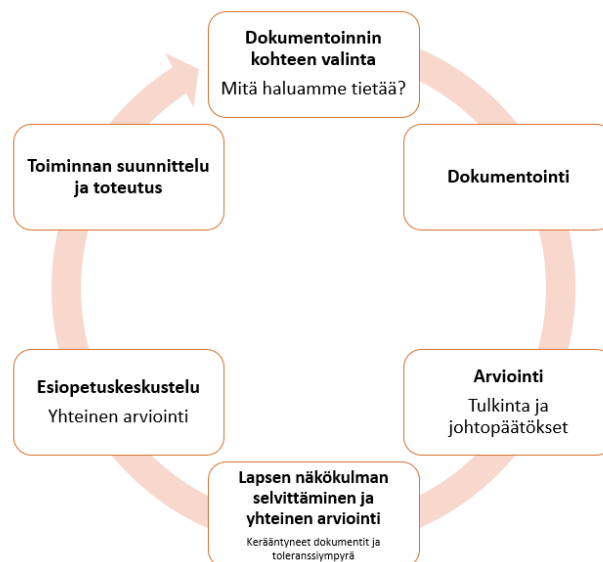 Dokumentoinnin
kohteen valinta
Mitä haluamme tietää?
Dokumentointi
Arviointi
Tulkinta ja
johtopäätökset
Lapsen näkökulman
selvittäminen ja
yhteinen arviointi
Kerääntyneet dokumentit ja
toleranssiympyrä
Esiopetuskeskustelu
Yhteinen arviointi
Toiminnan suunnittelu
ja toteutus